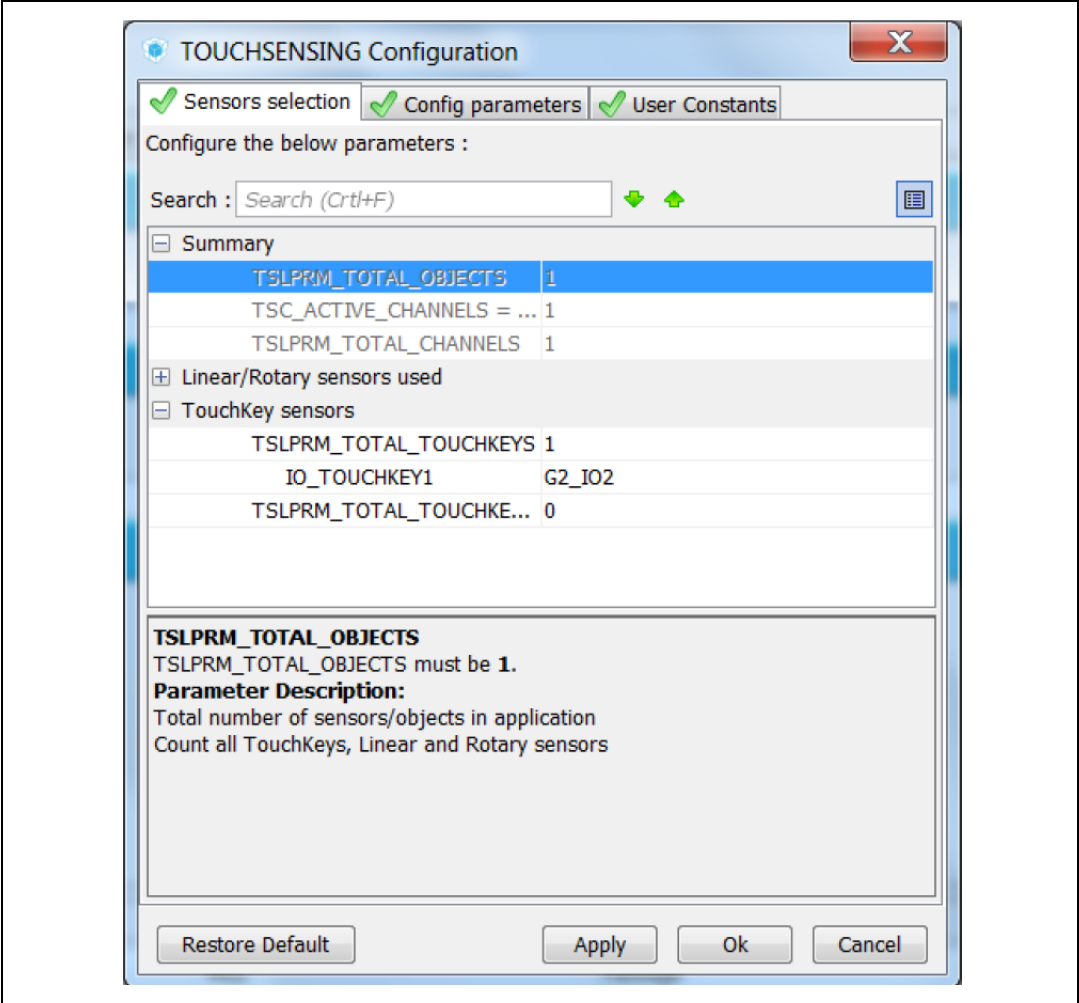 TOUCHSENSING Configuration
X
Sensors selection Config parameters User Constants
Configure the below parameters :
Search : Search (Crtl+F)
Summary
TSLPRM_TOTAL_OBJECTS 1
TSC_ACTIVE_CHANNELS = ... 1
TSLPRM_TOTAL_CHANNELS 1
Linear/Rotary sensors used
TouchKey sensors
TSLPRM_TOTAL_TOUCHKEYS 1
IO_TOUCHKEY1 G2_IO2
TSLPRM_TOTAL_TOUCHKE... 0
TSLPRM_TOTAL_OBJECTS
TSLPRM_TOTAL_OBJECTS must be 1.
Parameter Description:
Total number of sensors/objects in application
Count all TouchKeys, Linear and Rotary sensors
Restore Default Apply Ok Cancel